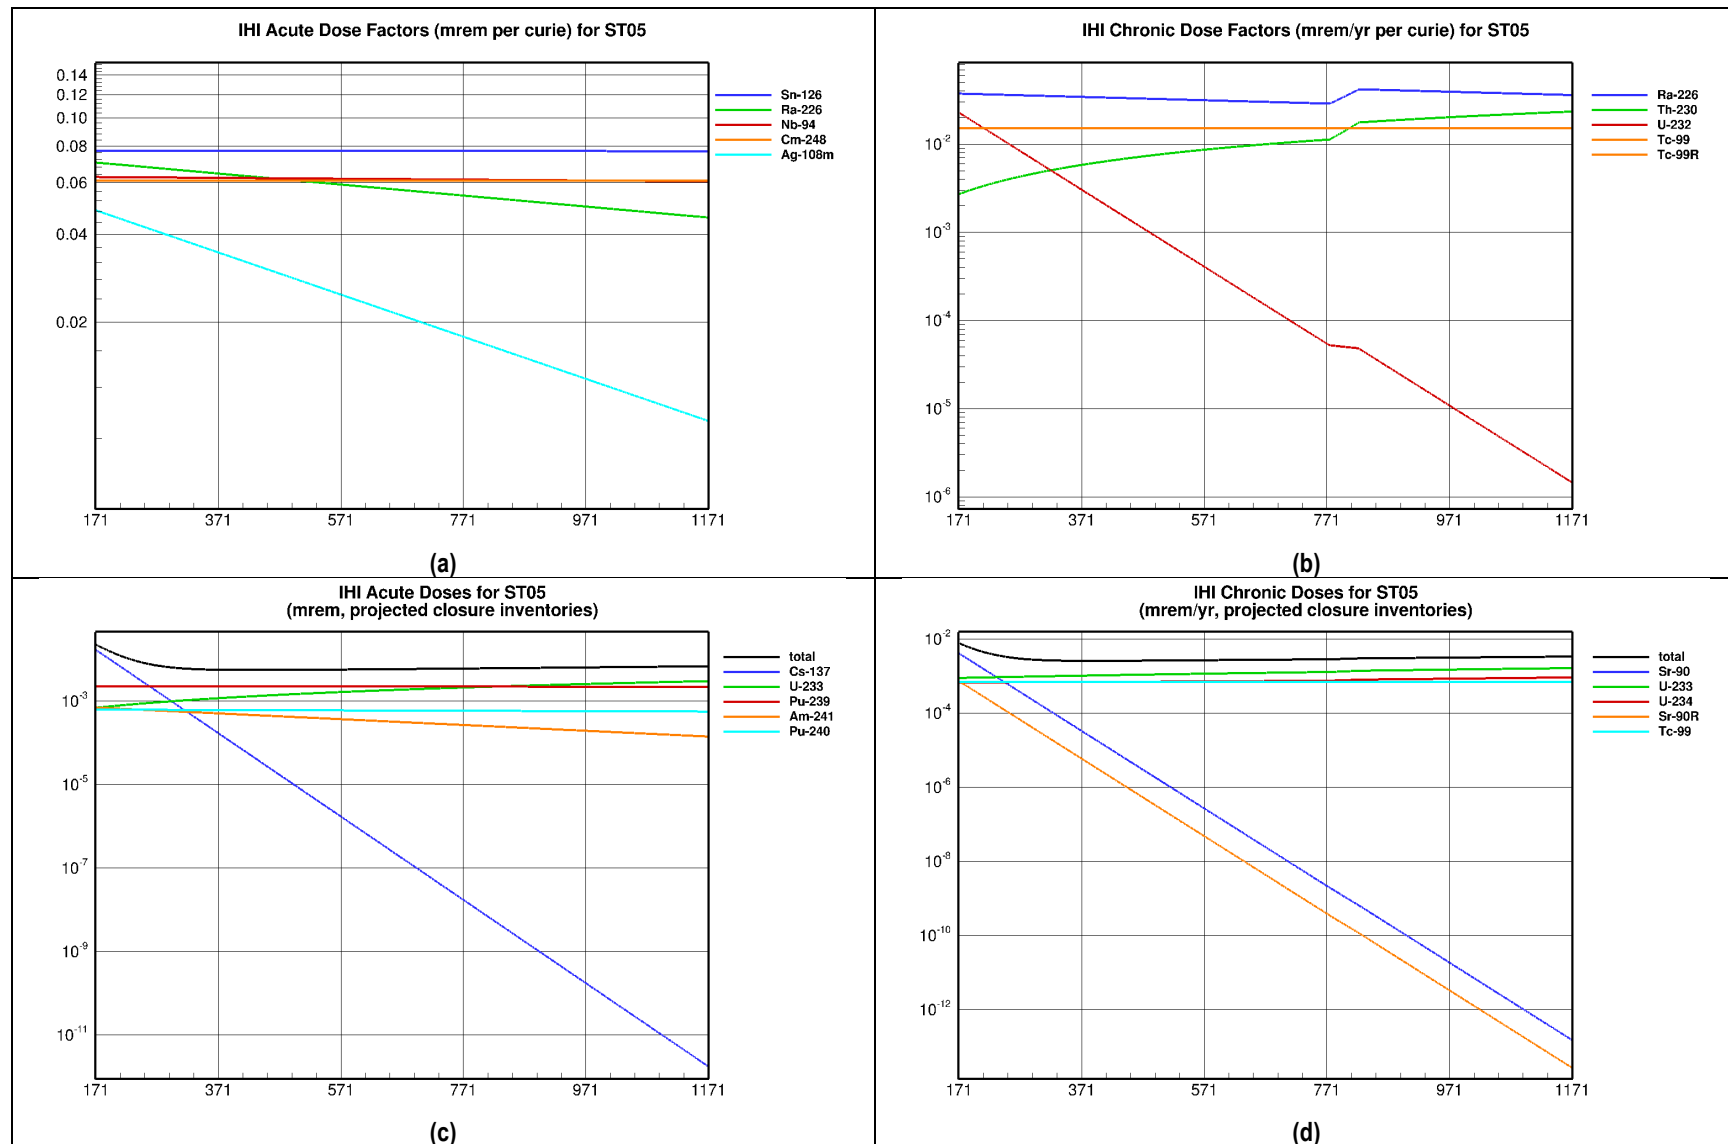 IHI Acute Dose Factors (mrem per curie) for ST05
0.14
0.12
0.10
0.08
0.06
0.04
0.02
171 371 571 771 971 1171
Sn-126
Ra-226
Nb-94
Cm-248
Ag-108m
(a)
IHI Chronic Dose Factors (mrem/yr per curie) for ST05
10-2
10-3
10-4
10-5
10-6
171 371 571 771 971 1171
Ra-226
Th-230
U-232
Tc-99
Tc-99R
(b)
IHI Acute Doses for ST05
(mrem, projected closure inventories)
10-3
10-5
10-7
10-9
10-11
171 371 571 771 971 1171
total
Cs-137
U-233
Pu-239
Am-241
Pu-240
(c)
IHI Chronic Doses for ST05
(mrem/yr, projected closure inventories)
10-2
10-4
10-6
10-8
10-10
10-12
171 371 571 771 971 1171
total
Sr-90
U-233
U-234
Sr-90R
Tc-99
(d)